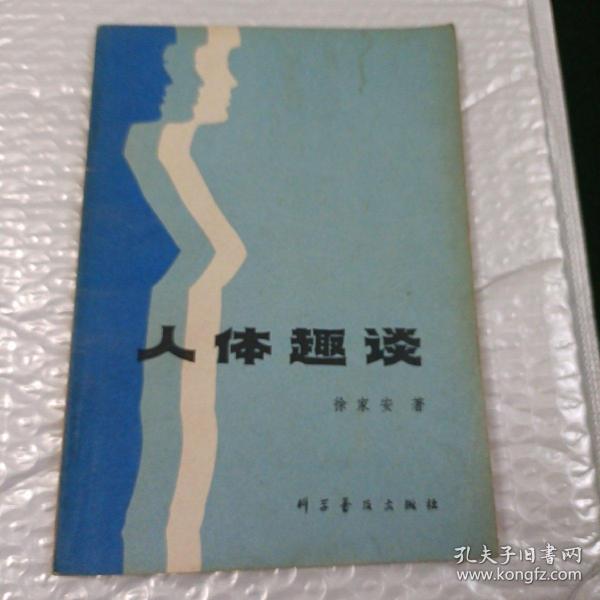 人体趣谈
徐家安 著
科学普及出版社
孔夫子旧书网
www.kongfz.com